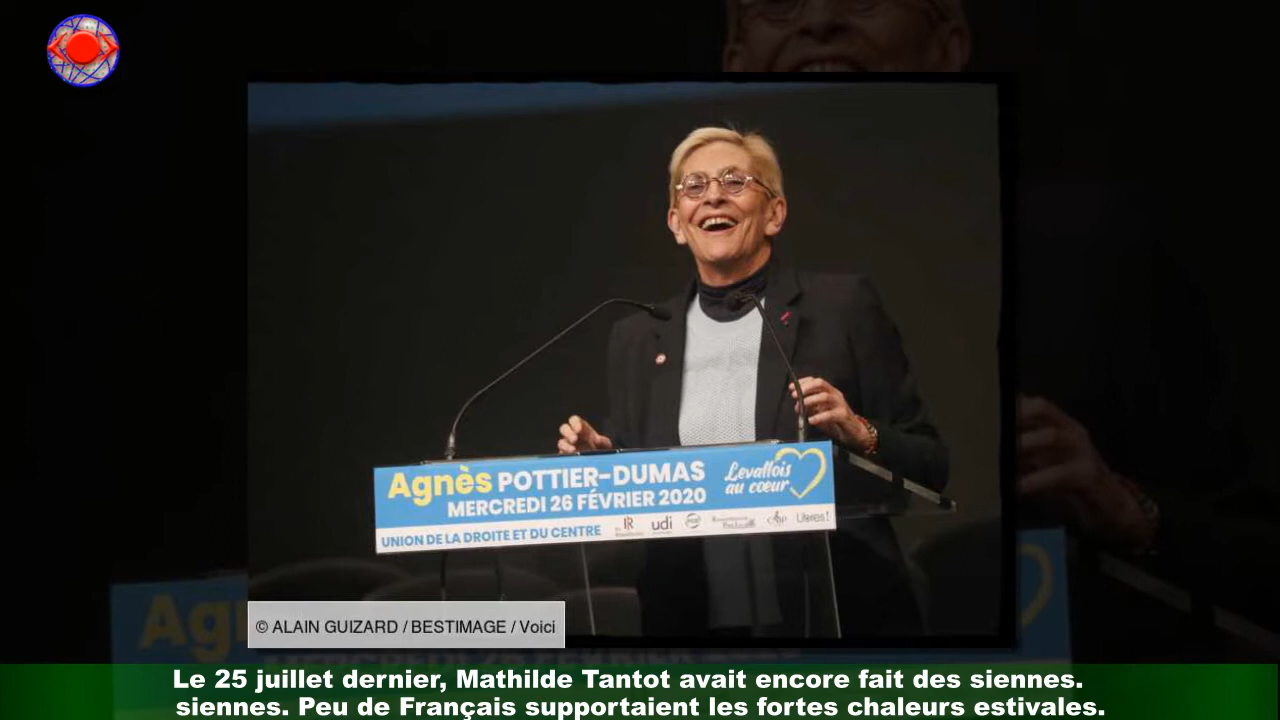 Agnès POTTIER-DUMAS
Levallois
au cœur
MERCREDI 26 FÉVRIER 2020
UNION DE LA DROITE ET DU CENTRE
LR udi
© ALAIN GUIZARD / BESTIMAGE / Voici
Le 25 juillet dernier, Mathilde Tantot avait encore fait des siennes.
siennes. Peu de Français supportaient les fortes chaleurs estivales.